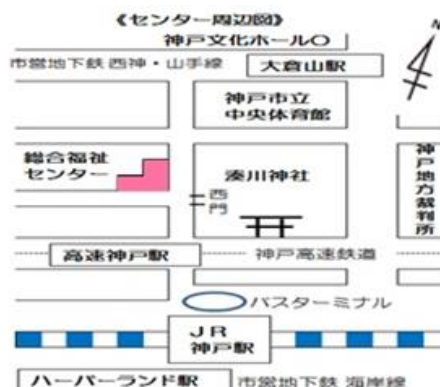 《センター周辺図》
神戸文化ホール〇
N
市営地下鉄 西神・山手線
大倉山駅
神戸市立
中央体育館
総合福祉
センター
湊川神社
神戸地方裁判所
西門
高速神戸駅
神戸高速鉄道
バスターミナル
JR
神戸駅
ハーバーランド駅
市営地下鉄 海岸線